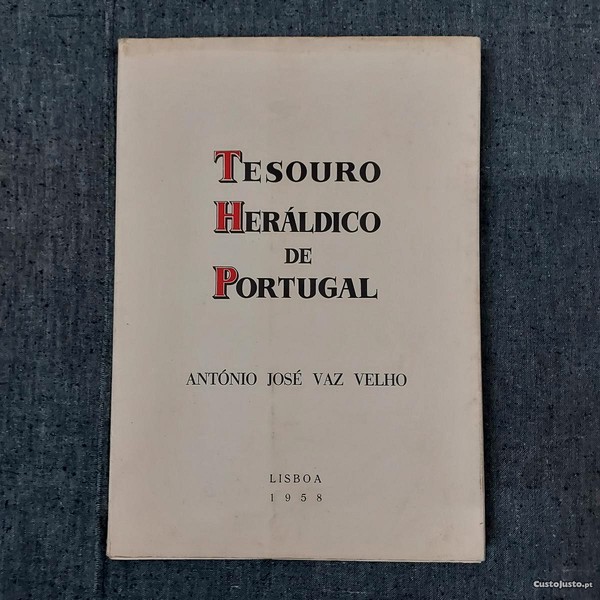 TESOURO
HERÁLDICO
DE
PORTUGAL
ANTÓNIO JOSÉ VAZ VELHO
LISBOA
1958
CustoJusto.pt